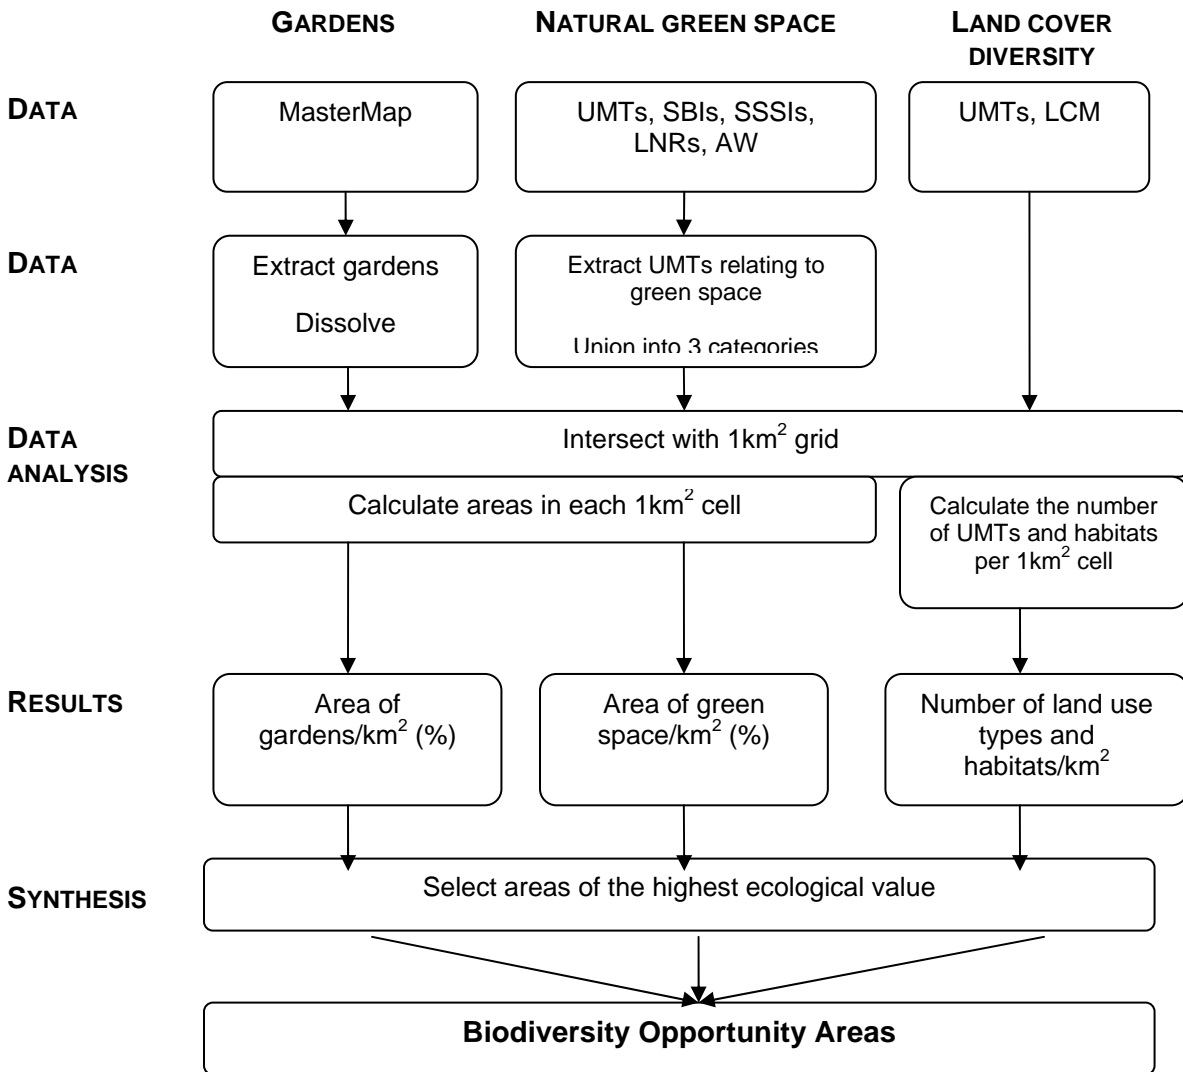 GARDENS
NATURAL GREEN SPACE
LAND COVER
DIVERSITY
DATA
MasterMap
UMTs, SBIs, SSSIs,
LNRs, AW
UMTs, LCM
DATA
Extract gardens
Dissolve
Extract UMTs relating to
green space
Union into 3 categories
DATA
ANALYSIS
Intersect with 1km² grid
Calculate areas in each 1km² cell
Calculate the number
of UMTs and habitats
per 1km² cell
RESULTS
Area of
gardens/km² (%)
Area of green
space/km² (%)
Number of land use
types and
habitats/km²
SYNTHESIS
Select areas of the highest ecological value
Biodiversity Opportunity Areas